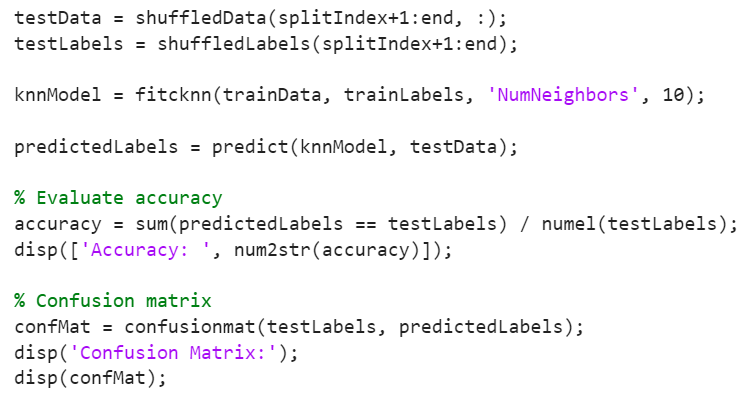 testData = shuffledData(splitIndex+1:end, :);
testLabels = shuffledLabels(splitIndex+1:end);
knnModel = fitcknn(trainData, trainLabels, 'NumNeighbors', 10);
predictedLabels = predict(knnModel, testData);
% Evaluate accuracy
accuracy = sum(predictedLabels == testLabels) / numel(testLabels);
disp(['Accuracy: ', num2str(accuracy)]);
% Confusion matrix
confMat = confusionmat(testLabels, predictedLabels);
disp('Confusion Matrix:');
disp(confMat);